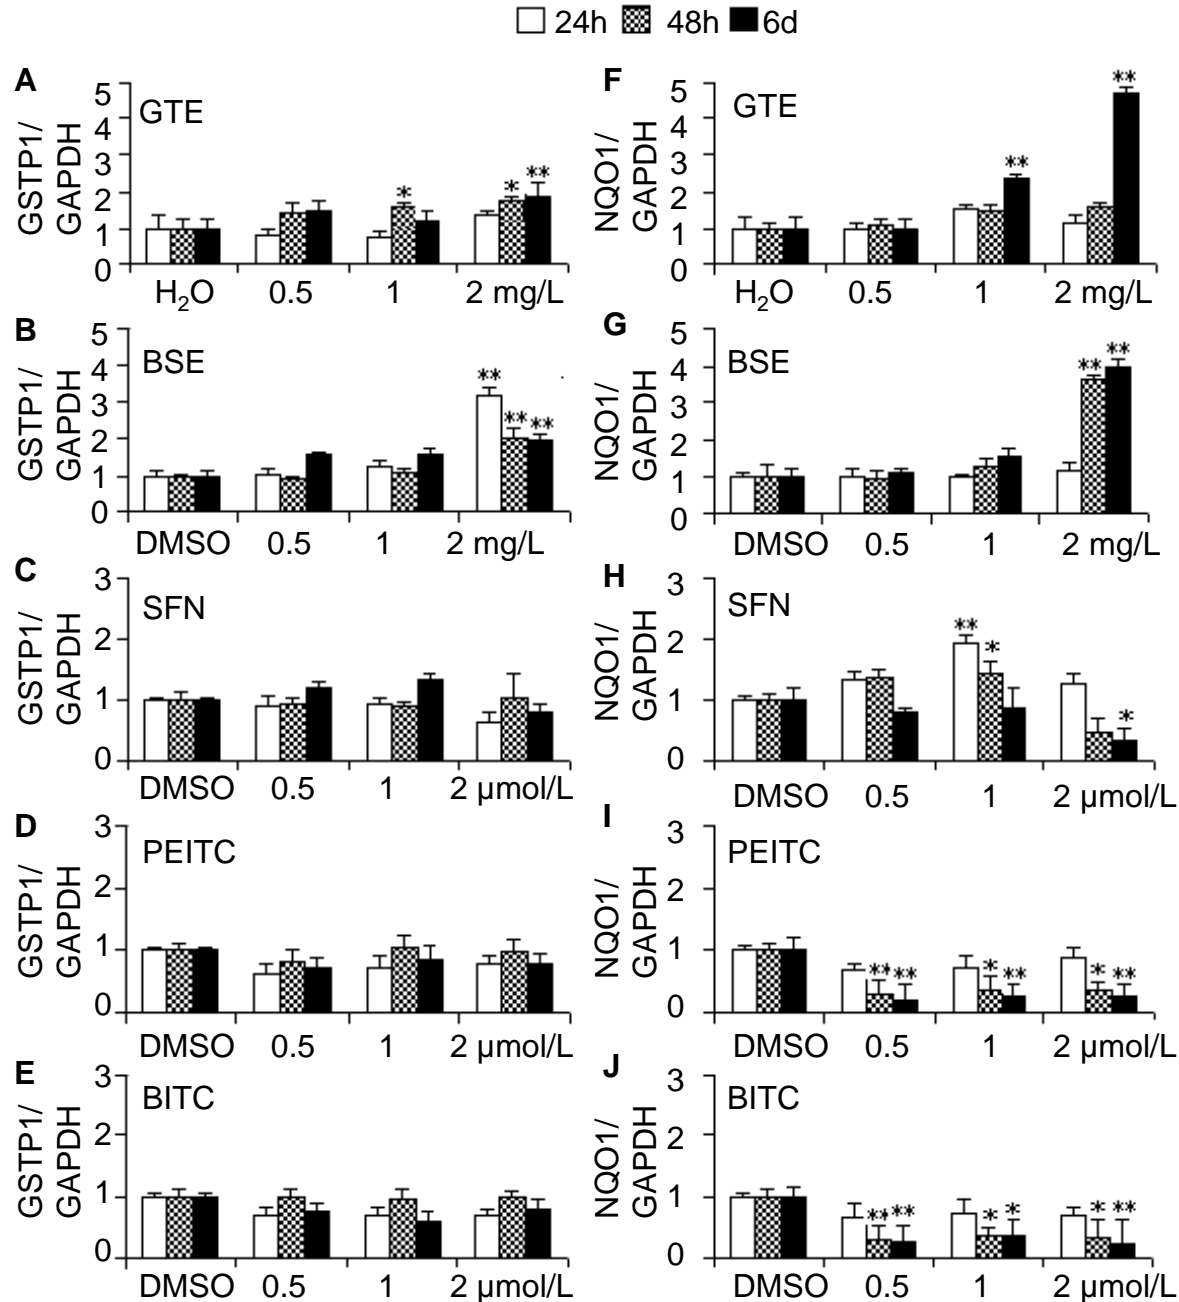 24h 48h 6d
A
GSTP1/
GAPDH
5
4
3
2
1
0
GTE
*
*
**
H2O 0.5 1 2 mg/L
F
NQO1/
GAPDH
5
4
3
2
1
0
GTE
**
**
H2O 0.5 1 2 mg/L
B
GSTP1/
GAPDH
5
4
3
2
1
0
BSE
**
** **
DMSO 0.5 1 2 mg/L
G
NQO1/
GAPDH
5
4
3
2
1
0
BSE
** **
DMSO 0.5 1 2 mg/L
C
GSTP1/
GAPDH
3
2
1
0
SFN
DMSO 0.5 1 2 µmol/L
H
NQO1/
GAPDH
3
2
1
0
SFN
**
*
*
DMSO 0.5 1 2 µmol/L
D
GSTP1/
GAPDH
3
2
1
0
PEITC
DMSO 0.5 1 2 µmol/L
I
NQO1/
GAPDH
3
2
1
0
PEITC
** ** * ** * **
DMSO 0.5 1 2 µmol/L
E
GSTP1/
GAPDH
3
2
1
0
BITC
DMSO 0.5 1 2 µmol/L
J
NQO1/
GAPDH
3
2
1
0
BITC
** ** * * * **
DMSO 0.5 1 2 µmol/L